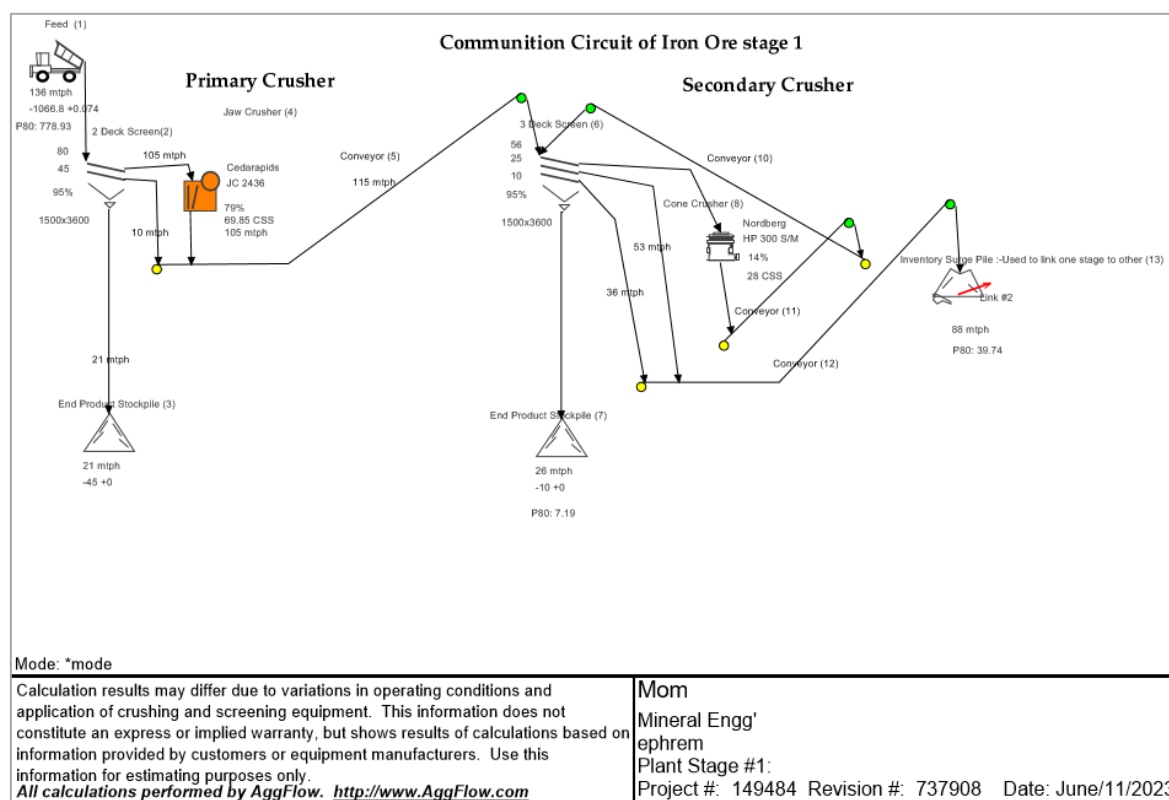 Feed (1)
136 mtph
-1066.8 +0.074
P80: 778.93
Communition Circuit of Iron Ore stage 1
Primary Crusher
Secondary Crusher
Jaw Crusher (4)
2 Deck Screen(2)
80
45
95%
1500x3600
105 mtph
10 mtph
Cedarapids
JC 2436
79%
69.85 CSS
105 mtph
Conveyor (5)
115 mtph
21 mtph
End Product Stockpile (3)
21 mtph
-45 +0
3 Deck Screen (6)
56
25
10
95%
1500x3600
Conveyor (10)
Cone Crusher (8)
Nordberg
HP 300 S/M
14%
28 CSS
53 mtph
36 mtph
Conveyor (11)
Conveyor (12)
Inventory Surge Pile :-Used to link one stage to other (13)
Link #2
88 mtph
P80: 39.74
End Product Stockpile (7)
26 mtph
-10 +0
P80: 7.19
Mode: *mode
Calculation results may differ due to variations in operating conditions and
application of crushing and screening equipment. This information does not
constitute an express or implied warranty, but shows results of calculations based on
information provided by customers or equipment manufacturers. Use this
information for estimating purposes only.
All calculations performed by AggFlow. http://www.AggFlow.com
Mom
Mineral Engg'
ephrem
Plant Stage #1:
Project #: 149484 Revision #: 737908 Date: June/11/2023